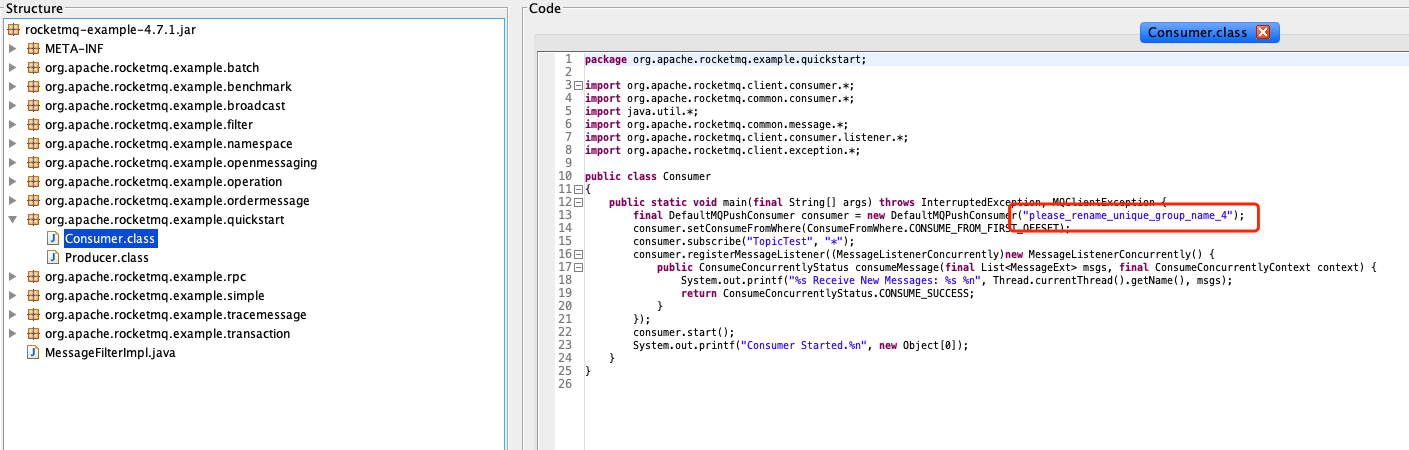 Structure
rocketmq-example-4.7.1.jar
META-INF
org.apache.rocketmq.example.batch
org.apache.rocketmq.example.benchmark
org.apache.rocketmq.example.broadcast
org.apache.rocketmq.example.filter
org.apache.rocketmq.example.namespace
org.apache.rocketmq.example.openmessaging
org.apache.rocketmq.example.operation
org.apache.rocketmq.example.ordermessage
org.apache.rocketmq.example.quickstart
Consumer.class
Producer.class
org.apache.rocketmq.example.rpc
org.apache.rocketmq.example.simple
org.apache.rocketmq.example.tracemessage
org.apache.rocketmq.example.transaction
MessageFilterImpl.java
Code
Consumer.class
1 package org.apache.rocketmq.example.quickstart;
2
3 import org.apache.rocketmq.client.consumer.*;
4 import org.apache.rocketmq.common.consumer.*;
5 import java.util.*;
6 import org.apache.rocketmq.common.message.*;
7 import org.apache.rocketmq.client.consumer.listener.*;
8 import org.apache.rocketmq.client.exception.*;
9
10 public class Consumer
11 {
12     public static void main(final String[] args) throws InterruptedException, MQClientException {
13         final DefaultMQPushConsumer consumer = new DefaultMQPushConsumer("please_rename_unique_group_name_4");
14         consumer.setConsumeFromWhere(ConsumeFromWhere.CONSUME_FROM_FIRST_OFFSET);
15         consumer.subscribe("TopicTest", "*");
16         consumer.registerMessageListener((MessageListenerConcurrently)new MessageListenerConcurrently() {
17             public ConsumeConcurrentlyStatus consumeMessage(final List<MessageExt> msgs, final ConsumeConcurrentlyContext context) {
18                 System.out.printf("%s Receive New Messages: %s %n", Thread.currentThread().getName(), msgs);
19                 return ConsumeConcurrentlyStatus.CONSUME_SUCCESS;
20             }
21         });
22         consumer.start();
23         System.out.printf("Consumer Started.%n", new Object[0]);
24     }
25 }
26